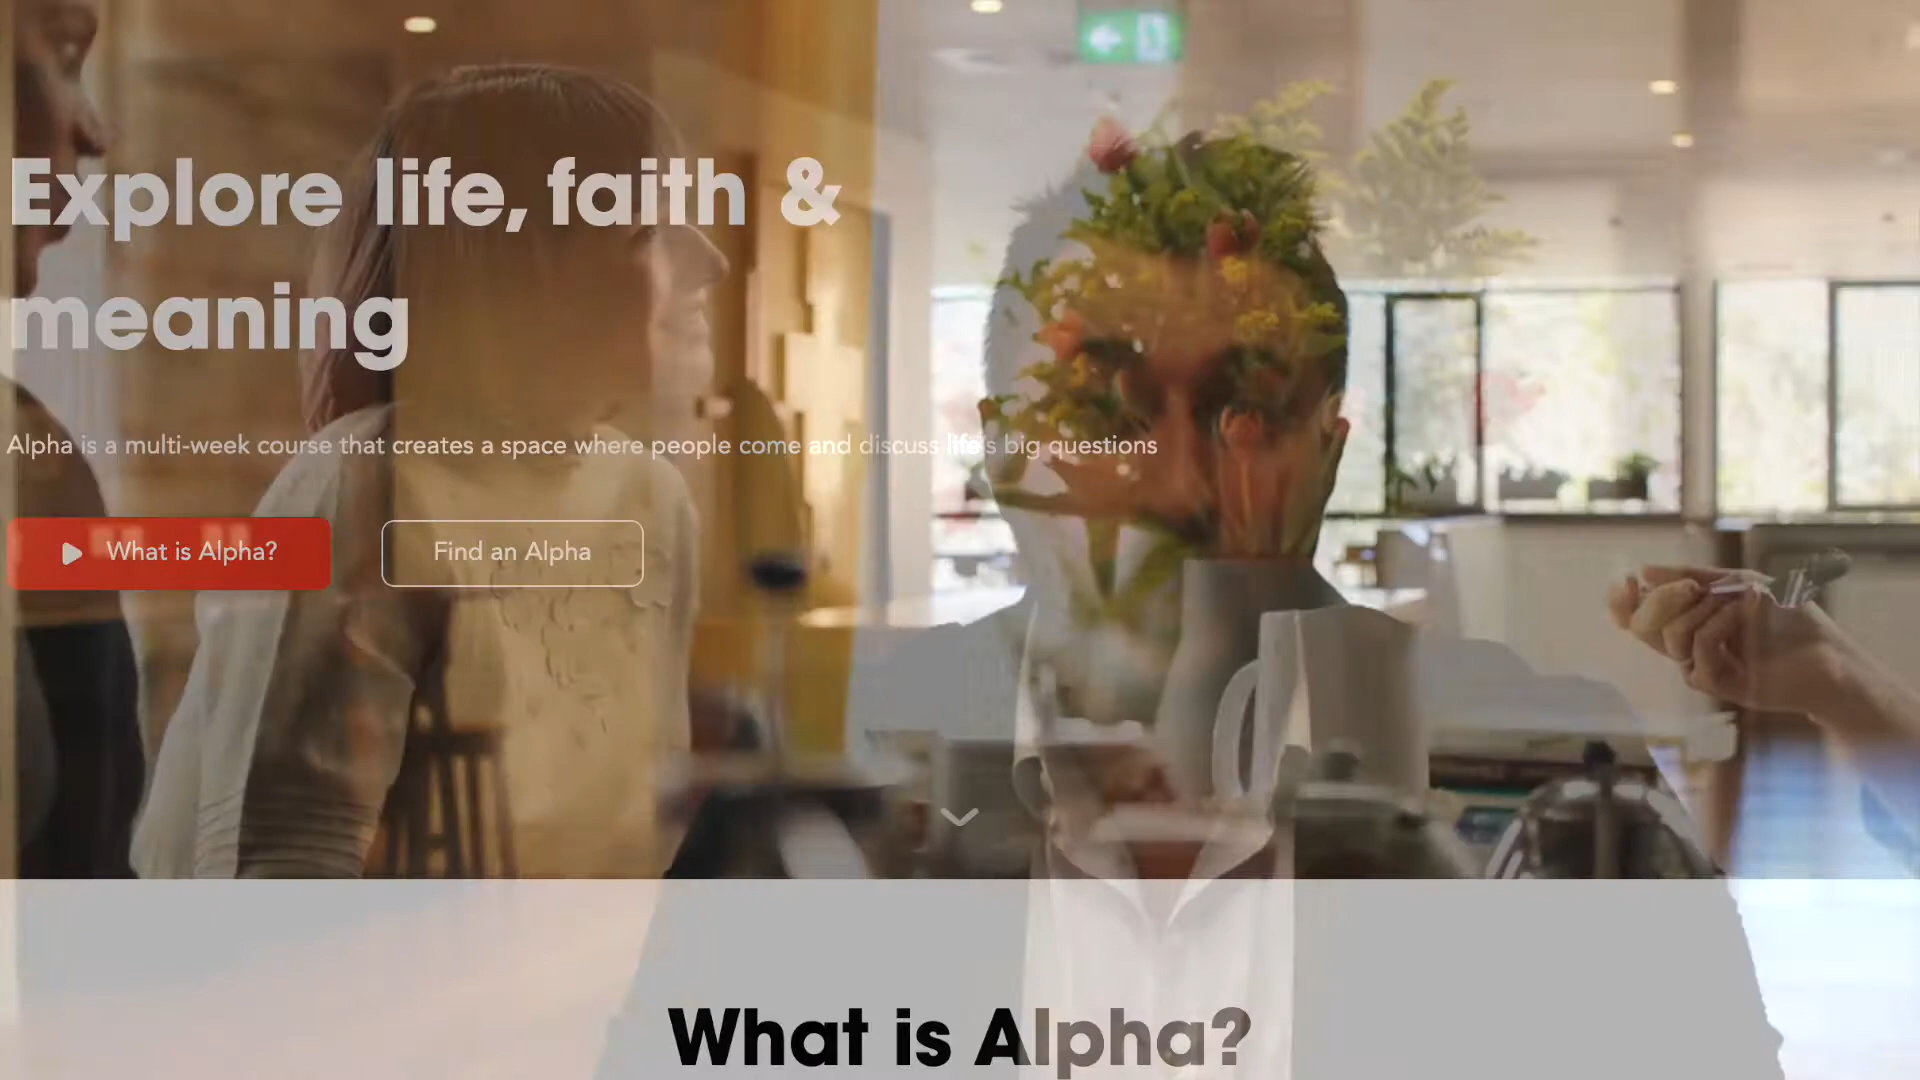 Explore life, faith &
meaning
Alpha is a multi-week course that creates a space where people come and discuss life's big questions
What is Alpha?
Find an Alpha
What is Alpha?